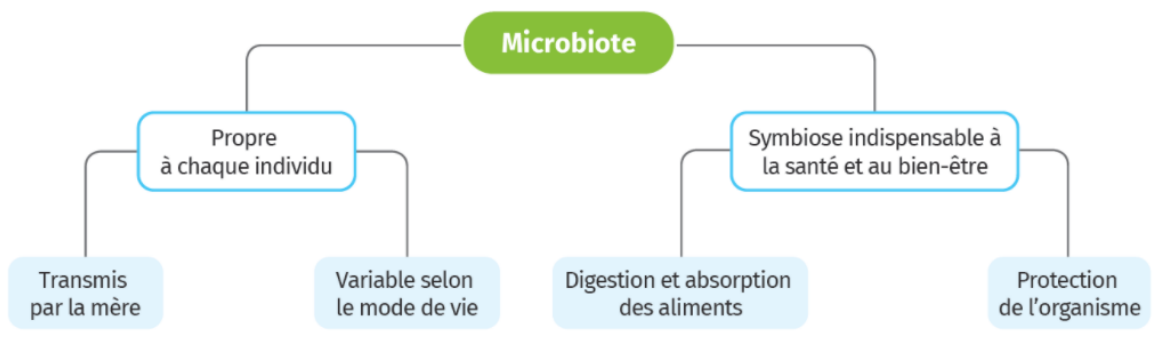 Microbiote
Propre
à chaque individu
Symbiose indispensable à
la santé et au bien-être
Transmis
par la mère
Variable selon
le mode de vie
Digestion et absorption
des aliments
Protection
de l’organisme